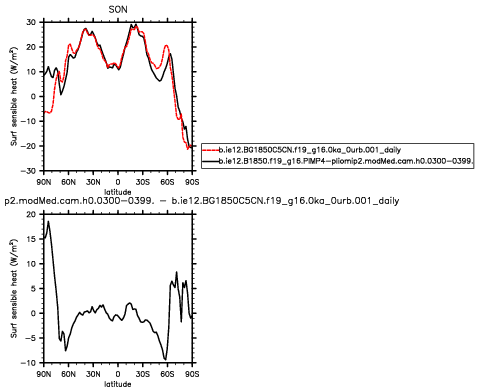 SON
30
20
10
0
−10
−20
−30
Surf sensible heat (W/m²)
90N 60N 30N 0 30S 60S 90S
latitude
b.ie12.BG1850C5CN.f19_g16.0ka_0urb.001_daily
b.ie12.B1850.f19_g16.PlMP4−pliomip2.modMed.cam.h0.0300−0399.
p2.modMed.cam.h0.0300−0399. − b.ie12.BG1850C5CN.f19_g16.0ka_0urb.001_daily
20
15
10
5
0
−5
−10
Surf sensible heat (W/m²)
90N 60N 30N 0 30S 60S 90S
latitude